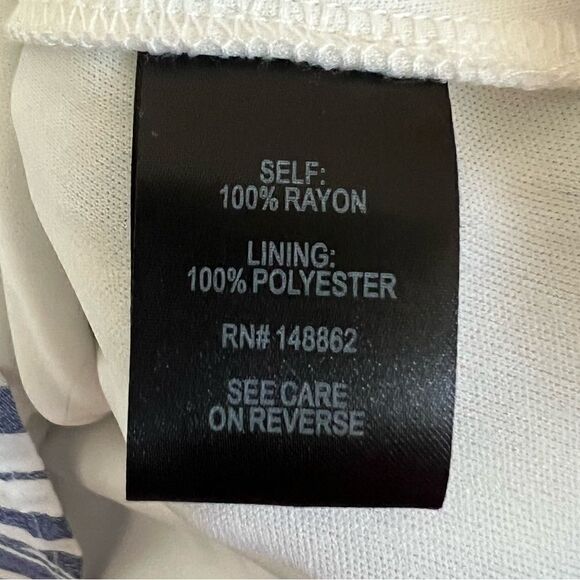 SELF:
100% RAYON
LINING:
100% POLYESTER
RN# 148862
SEE CARE
ON REVERSE